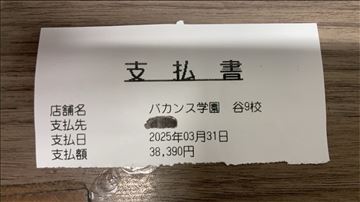 支払書
店舗名 バカンス学園 谷9校
支払先
支払日 2025年03月31日
支払額 38,390円